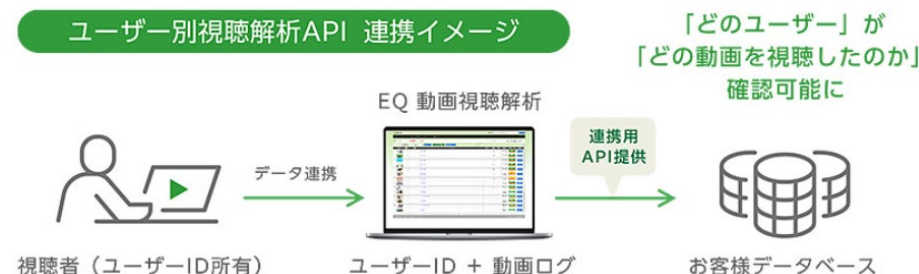 ユーザー別視聴解析API 連携イメージ
「どのユーザー」が
「どの動画を視聴したのか」
確認可能に
EQ 動画視聴解析
連携用
API提供
データ連携
視聴者（ユーザーID所有）
ユーザーID + 動画ログ
お客様データベース